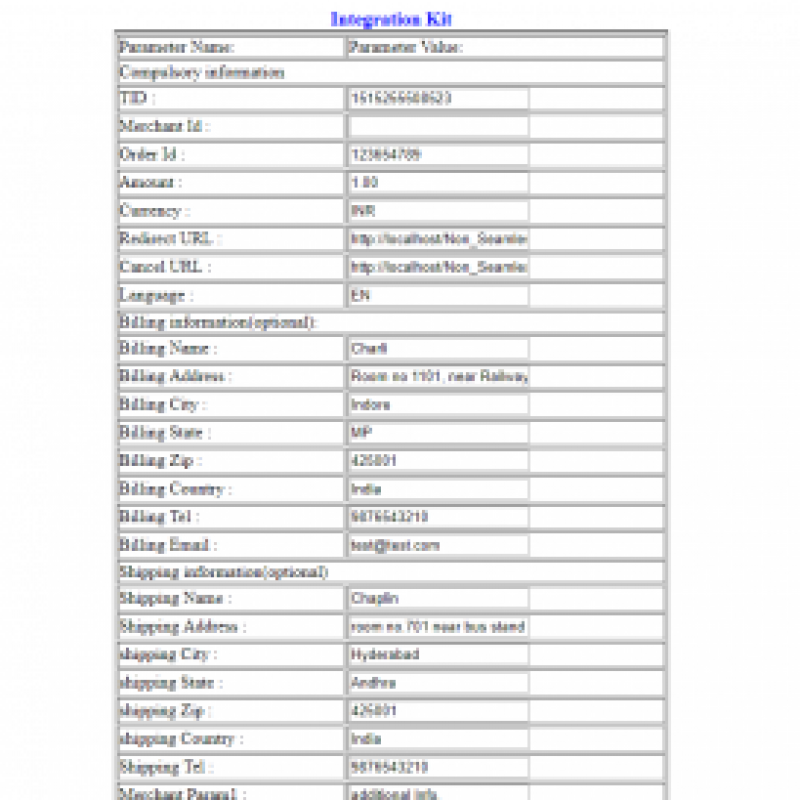 Integration Kit
Parameter Name: Parameter Value:
Compulsory information
TID :
Merchant Id :
Order Id : 123654789
Amount : 1.00
Currency : INR
Redirect URL : http://localhost/Non_Seamle
Cancel URL : http://localhost/Non_Seamle
Language : EN
Billing information(optional):
Billing Name : Charli
Billing Address : Room no 1101, near Railway
Billing City : Indore
Billing State : MP
Billing Zip : 425001
Billing Country : India
Billing Tel : 9876543210
Billing Email : test@test.com
Shipping information(optional)
Shipping Name : Chaplin
Shipping Address : room no.701 near bus stand
shipping City : Hyderabad
shipping State : Andhra
shipping Zip : 425001
shipping Country : India
Shipping Tel : 9876543210
Merchant Param1 : additional Info.